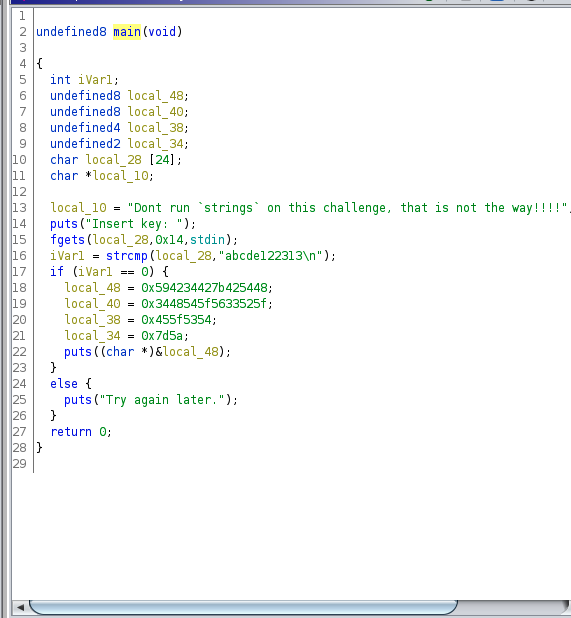 1
2 undefined8 main(void)
3
4 {
5 int iVar1;
6 undefined8 local_48;
7 undefined8 local_40;
8 undefined4 local_38;
9 undefined2 local_34;
10 char local_28 [24];
11 char *local_10;
12
13 local_10 = "Dont run `strings` on this challenge, that is not the way!!!!"
14 puts("Insert key: ");
15 fgets(local_28,0x14,stdin);
16 iVar1 = strcmp(local_28,"abcde122313\n");
17 if (iVar1 == 0) {
18 local_48 = 0x594234427b425448;
19 local_40 = 0x3448545f5633525f;
20 local_38 = 0x455f5354;
21 local_34 = 0x7d5a;
22 puts((char *)&local_48);
23 }
24 else {
25 puts("Try again later.");
26 }
27 return 0;
28 }
29